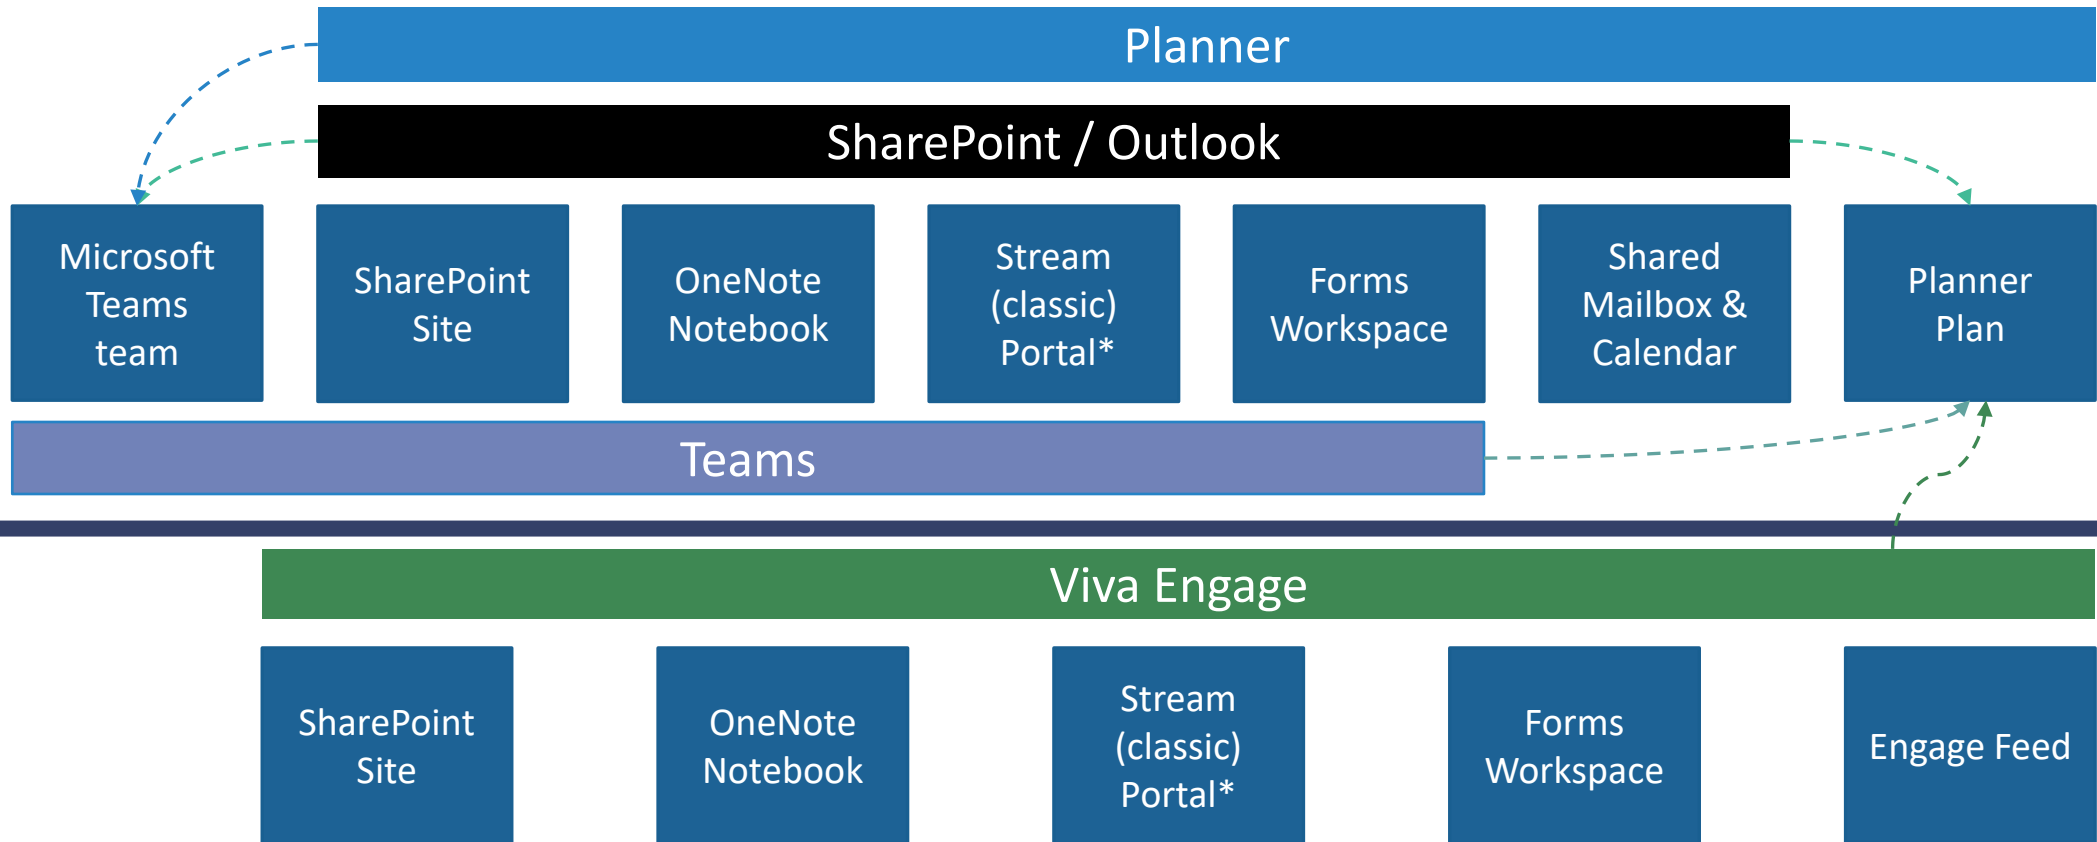 Planner
SharePoint / Outlook
Microsoft
Teams
team
SharePoint
Site
OneNote
Notebook
Stream
(classic)
Portal*
Forms
Workspace
Shared
Mailbox &
Calendar
Planner
Plan
Teams
Viva Engage
SharePoint
Site
OneNote
Notebook
Stream
(classic)
Portal*
Forms
Workspace
Engage Feed